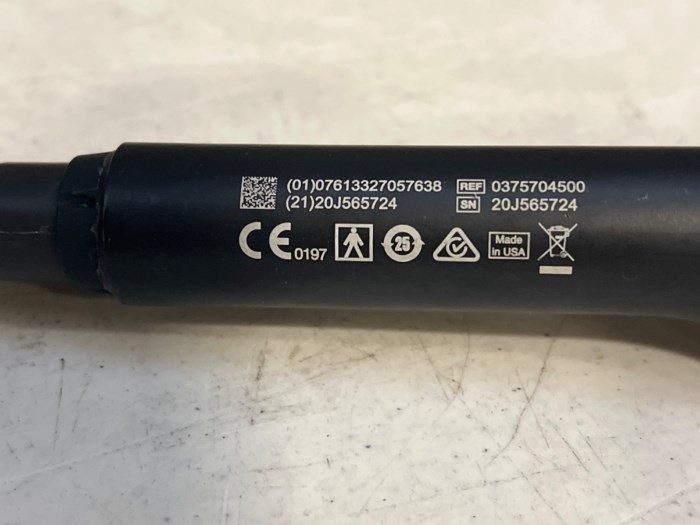 (01)07613327057638 REF 0375704500
(21)20J565724 SN 20J565724
CE 0197 25 Made in USA